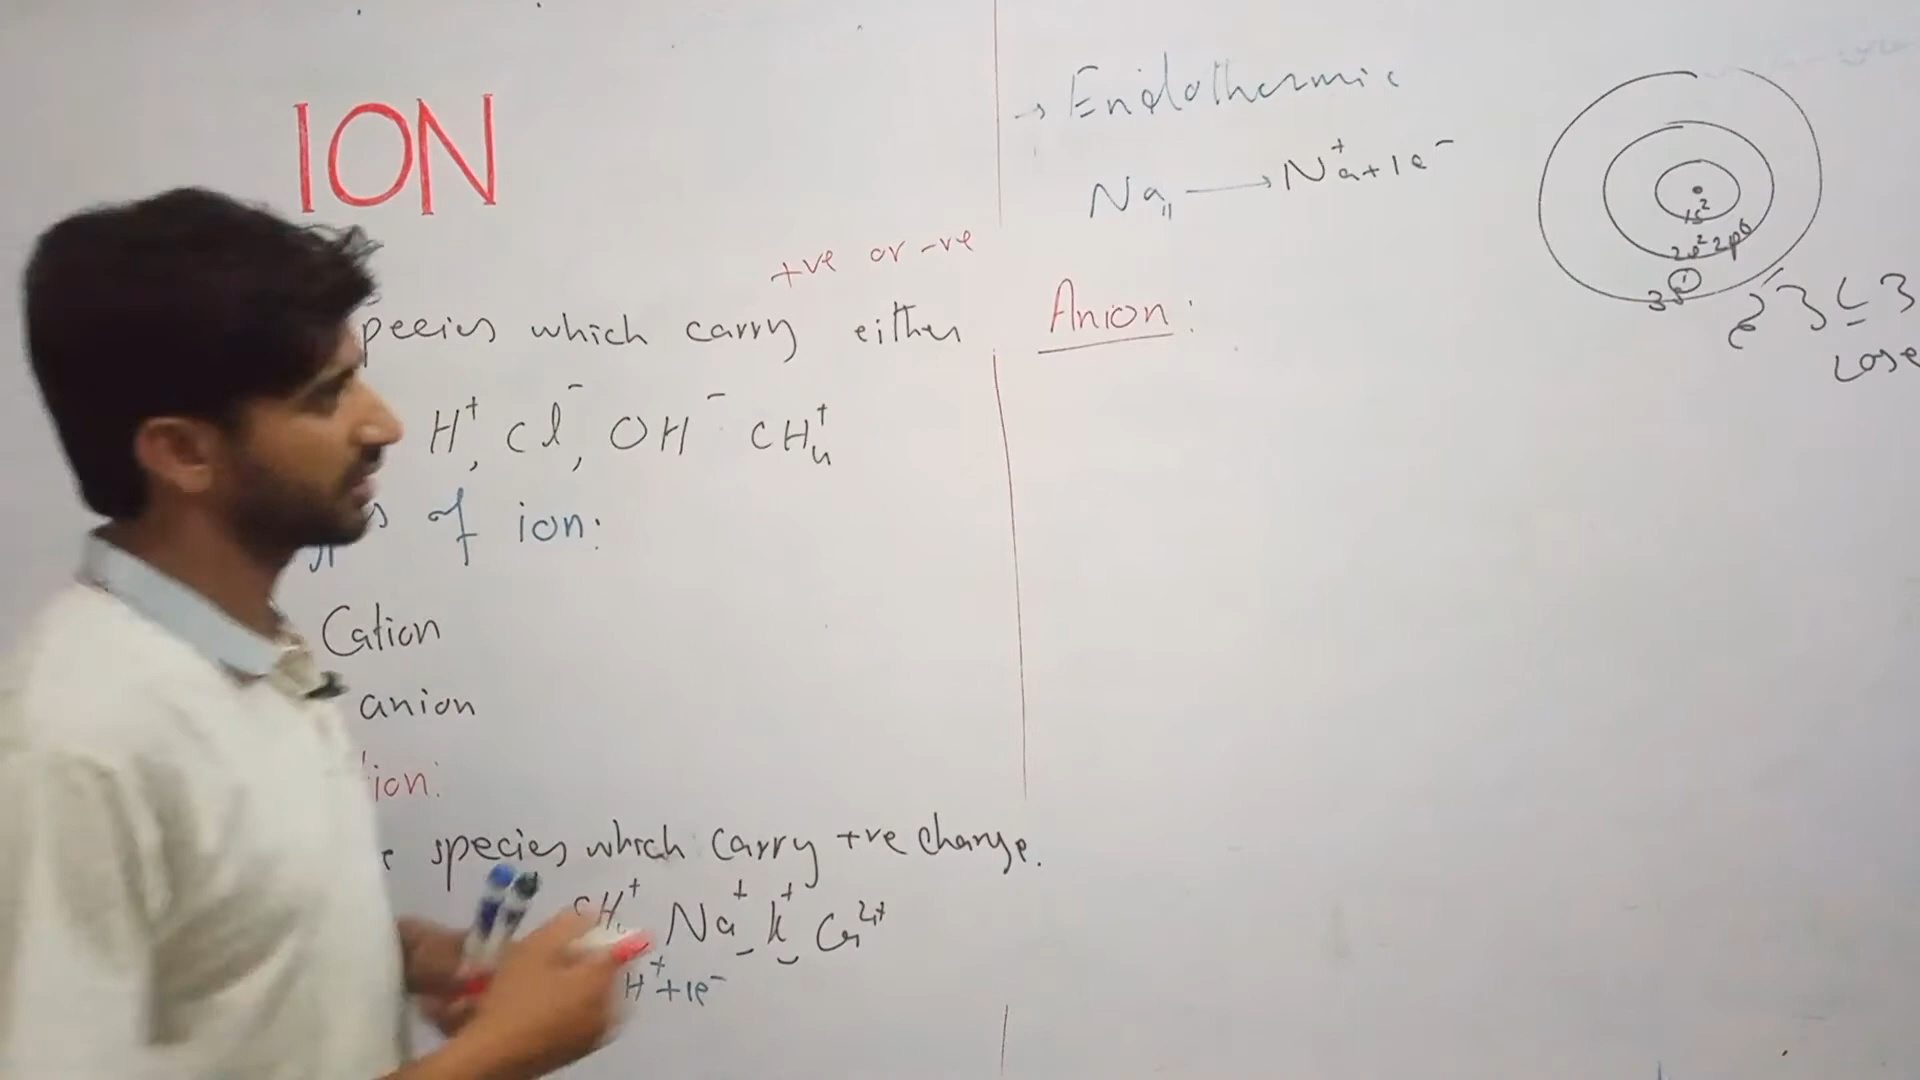 ION
+ve or -ve
species which carry either
H⁺, Cl⁻, OH⁻ CH₄⁺
of ion:
Cation
anion
species which carry +ve charge.
CH₄⁺ Na⁺ K⁺ Ca²⁺
H⁺ + 1e⁻
→ Endothermic
Na₁₁ → Na⁺ + 1e⁻
1s²
2s² 2p⁶
3s¹
Anion:
≤ 3
Lose